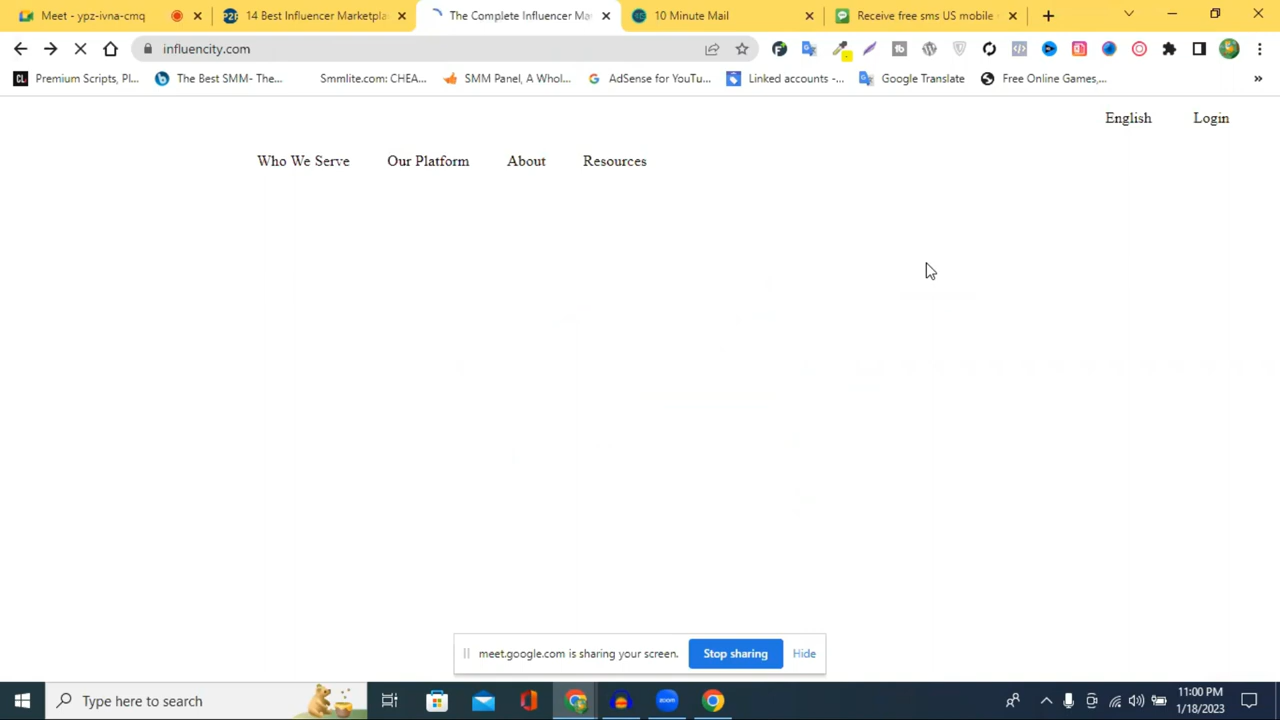 Meet - ypz-ivna-cmq
14 Best Influencer Marketpla
The Complete Influencer Ma
10 Minute Mail
Receive free sms US mobile
influencity.com
Premium Scripts, Pl...
The Best SMM- The...
Smmlite.com: CHEA...
SMM Panel, A Whol...
AdSense for YouTu...
Linked accounts -...
Google Translate
Free Online Games,...
English
Login
Who We Serve
Our Platform
About
Resources
meet.google.com is sharing your screen.
Stop sharing
Hide
Type here to search
zoom
11:00 PM
1/18/2023